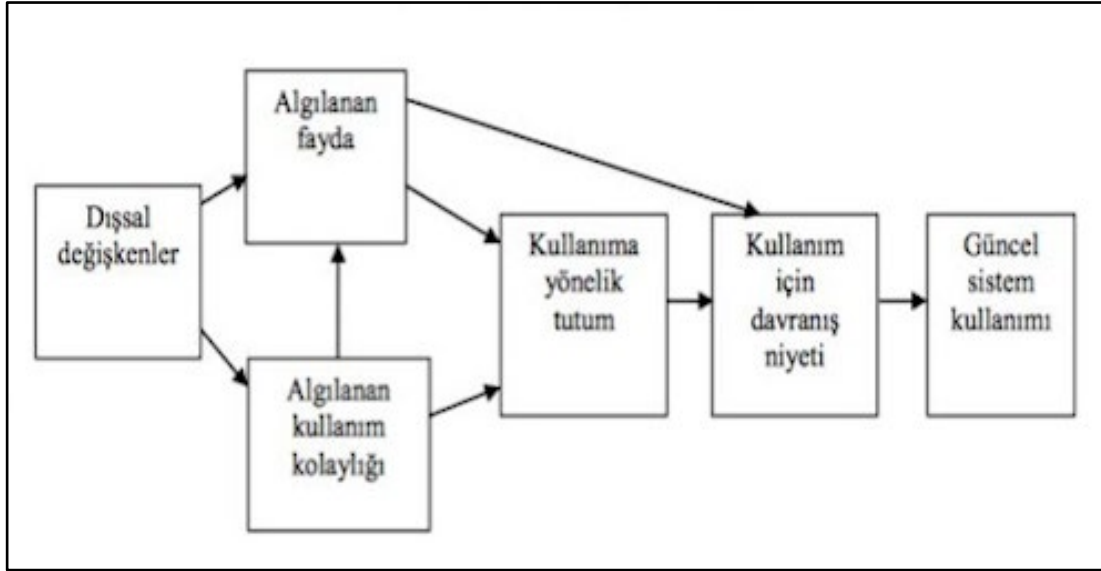 Algılanan
fayda
Dışsal
değişkenler
Algılanan
kullanım
kolaylığı
Kullanıma
yönelik
tutum
Kullanım
için
davranış
niyeti
Güncel
sistem
kullanımı